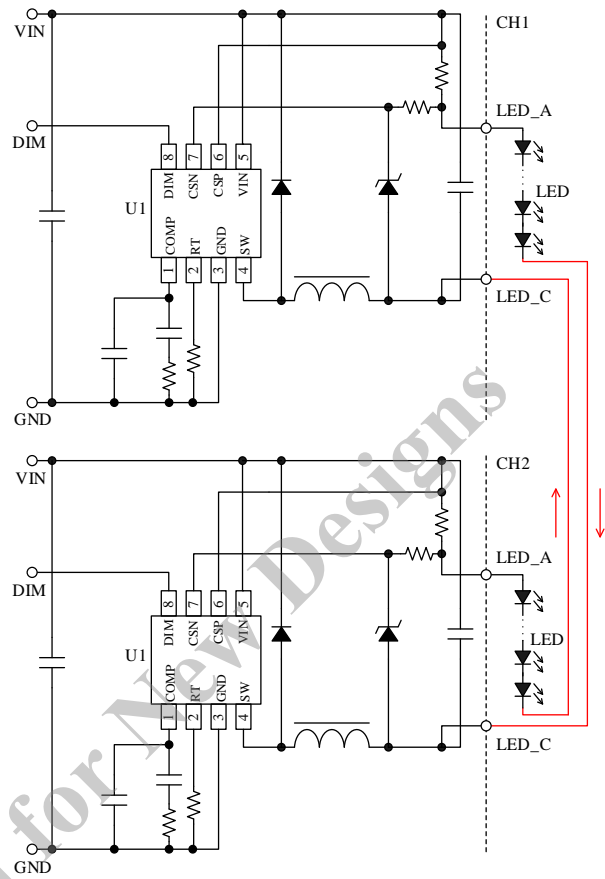 VIN
CH1
LED_A
DIM
8 7 6 5
DIM CSN CSP VIN
U1
LED
COMP RT GND SW
1 2 3 4
LED_C
GND
VIN
CH2
LED_A
DIM
8 7 6 5
DIM CSN CSP VIN
U1
LED
COMP RT GND SW
1 2 3 4
LED_C
GND
for New Designs